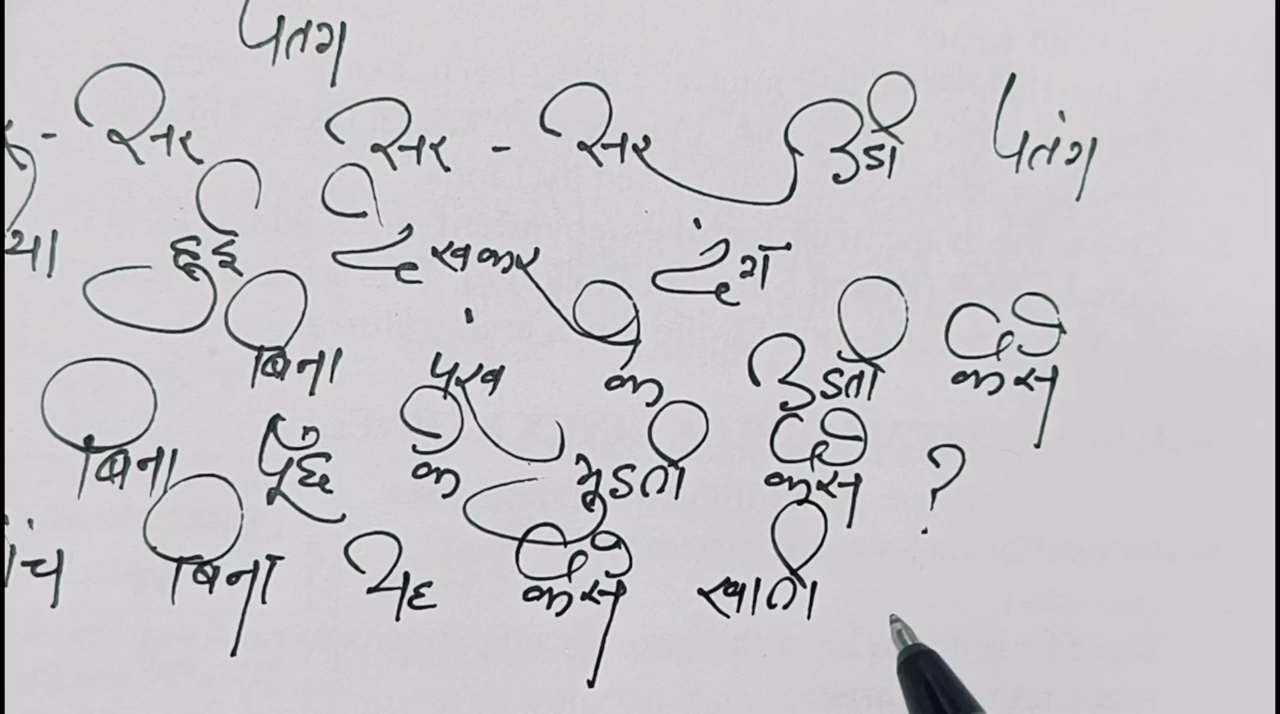 पतंग
सर सर - सर उड़ी पतंग
हुई देखकर दंग
बिना पंख के उड़ती कैसे
बिना पूँछ के मुड़ती कैसे ?
बिना यह कैसे खाती